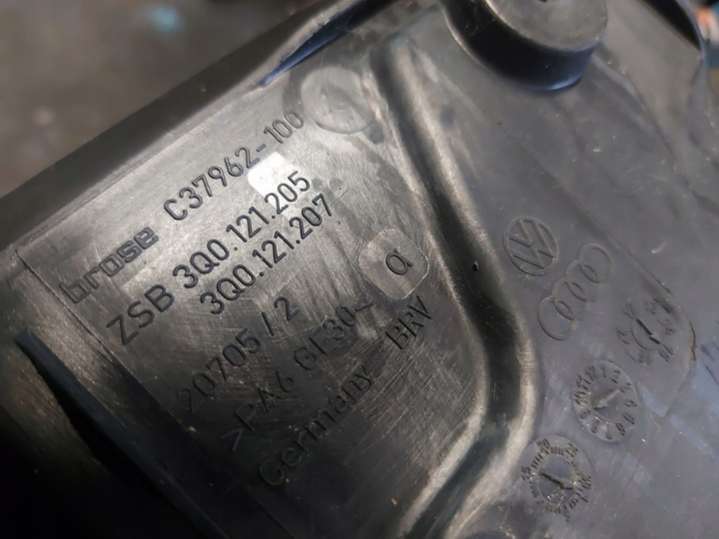 brose C37962-100
ZSB 3Q0.121.205
3Q0.121.207
20705/2
>PA6 GF30<
Germany BRV
α